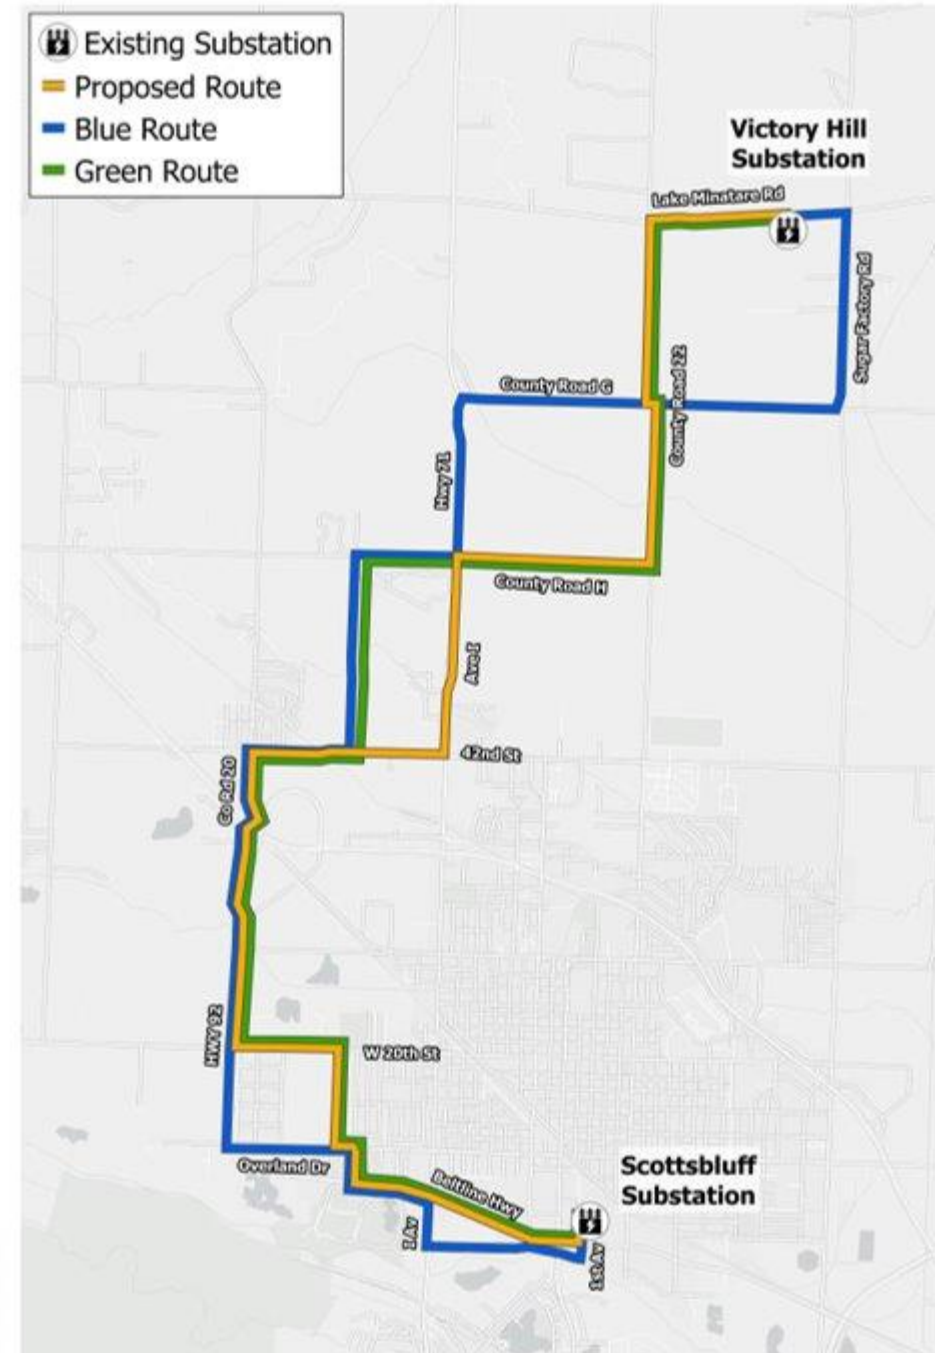 Existing Substation
Proposed Route
Blue Route
Green Route
Victory Hill
Substation
Lake Minatare Rd
Sugar Factory Rd
County Road G
County Road 22
Hwy 71
County Road H
Ave I
42nd St
Co Rd 20
HWY 92
W 20th St
Overland Dr
Beltline Hwy
Scottsbluff
Substation
I Av
1st Av